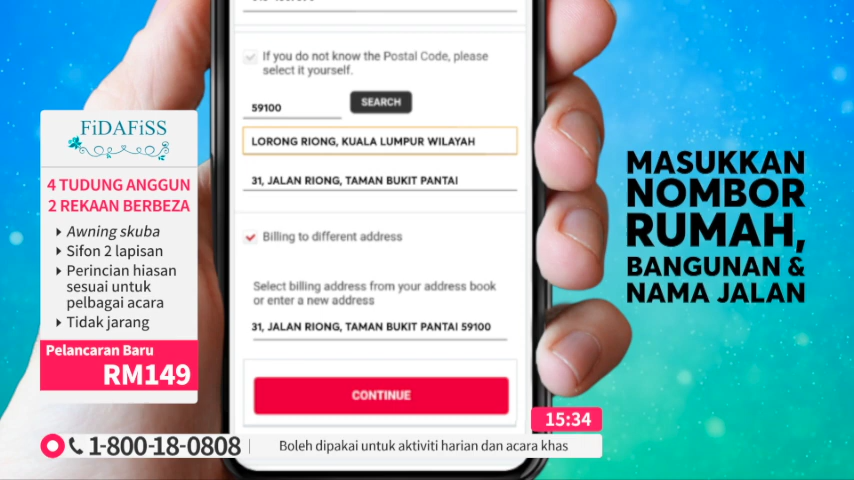 If you do not know the Postal Code, please
select it yourself.
59100
SEARCH
LORONG RIONG, KUALA LUMPUR WILAYAH
31, JALAN RIONG, TAMAN BUKIT PANTAI
Billing to different address
Select billing address from your address book
or enter a new address
31, JALAN RIONG, TAMAN BUKIT PANTAI 59100
CONTINUE
FiDAFiSS
4 TUDUNG ANGGUN
2 REKAAN BERBEZA
Awning skuba
Sifon 2 lapisan
Perincian hiasan
sesuai untuk
pelbagai acara
Tidak jarang
Pelancaran Baru
RM149
MASUKKAN
NOMBOR
RUMAH,
BANGUNAN &
NAMA JALAN
15:34
1-800-18-0808
Boleh dipakai untuk aktiviti harian dan acara khas